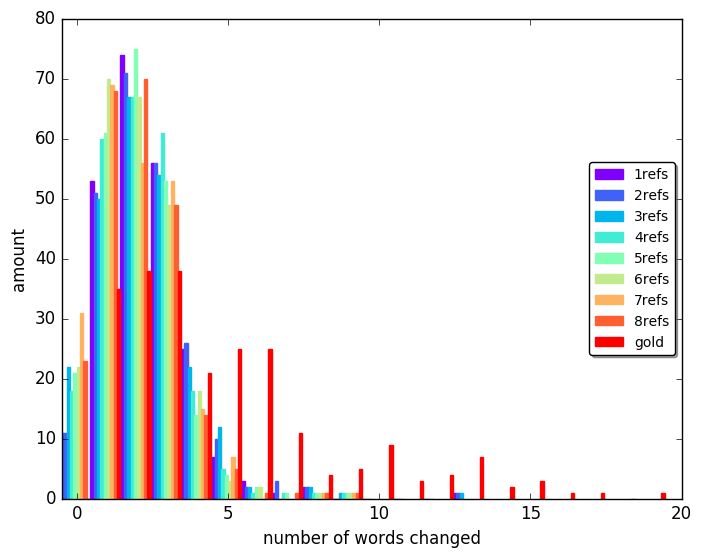 80
70
60
50
40
30
20
10
0
amount
0 5 10 15 20
number of words changed
1refs
2refs
3refs
4refs
5refs
6refs
7refs
8refs
gold